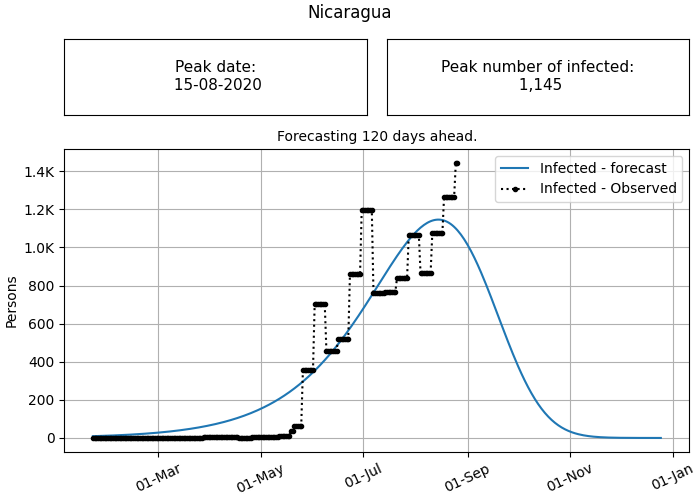 Nicaragua
Peak date:
15-08-2020
Peak number of infected:
1,145
Forecasting 120 days ahead.
Infected - forecast
Infected - Observed
Persons
1.4K
1.2K
1.0K
800
600
400
200
0
01-Mar
01-May
01-Jul
01-Sep
01-Nov
01-Jan